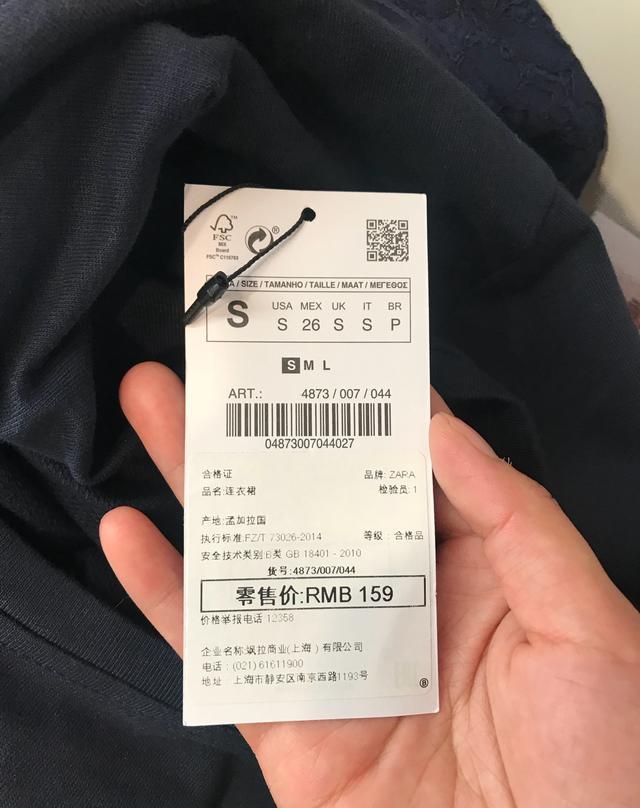 FSC™
MIX
Board
FSC™ C116763
®
/ SIZE / TAMANHO / TAILLE / MAAT / ΜΕΓΕΘΟΣ
S
USA MEX UK IT BR
S 26 S S P
S M L
ART.: 4873 / 007 / 044
04873007044027
合格证 品牌: ZARA
品名:连衣裙 检验员: 1
产地:孟加拉国
执行标准:FZ/T 73026-2014 等级: 合格品
安全技术类别:B类 GB 18401 - 2010
货号:4873/007/044
零售价:RMB 159
价格举报电话 12358
企业名称:飒拉商业(上海)有限公司
电话: (021) 61611900
地址: 上海市静安区南京西路1193号
®